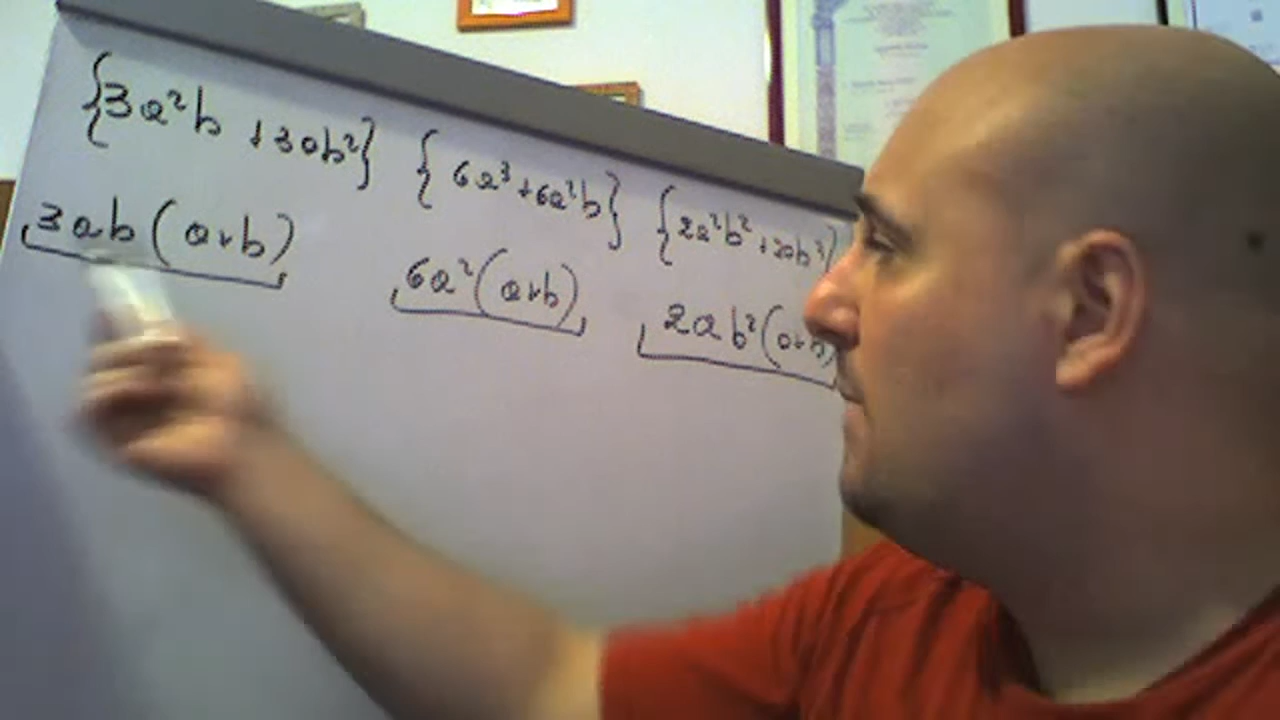 {3a²b + 3ab²} {6a³ + 6a²b} {2a²b² + 2ab³}
3ab(a+b) 6a²(a+b) 2ab²(a+b)